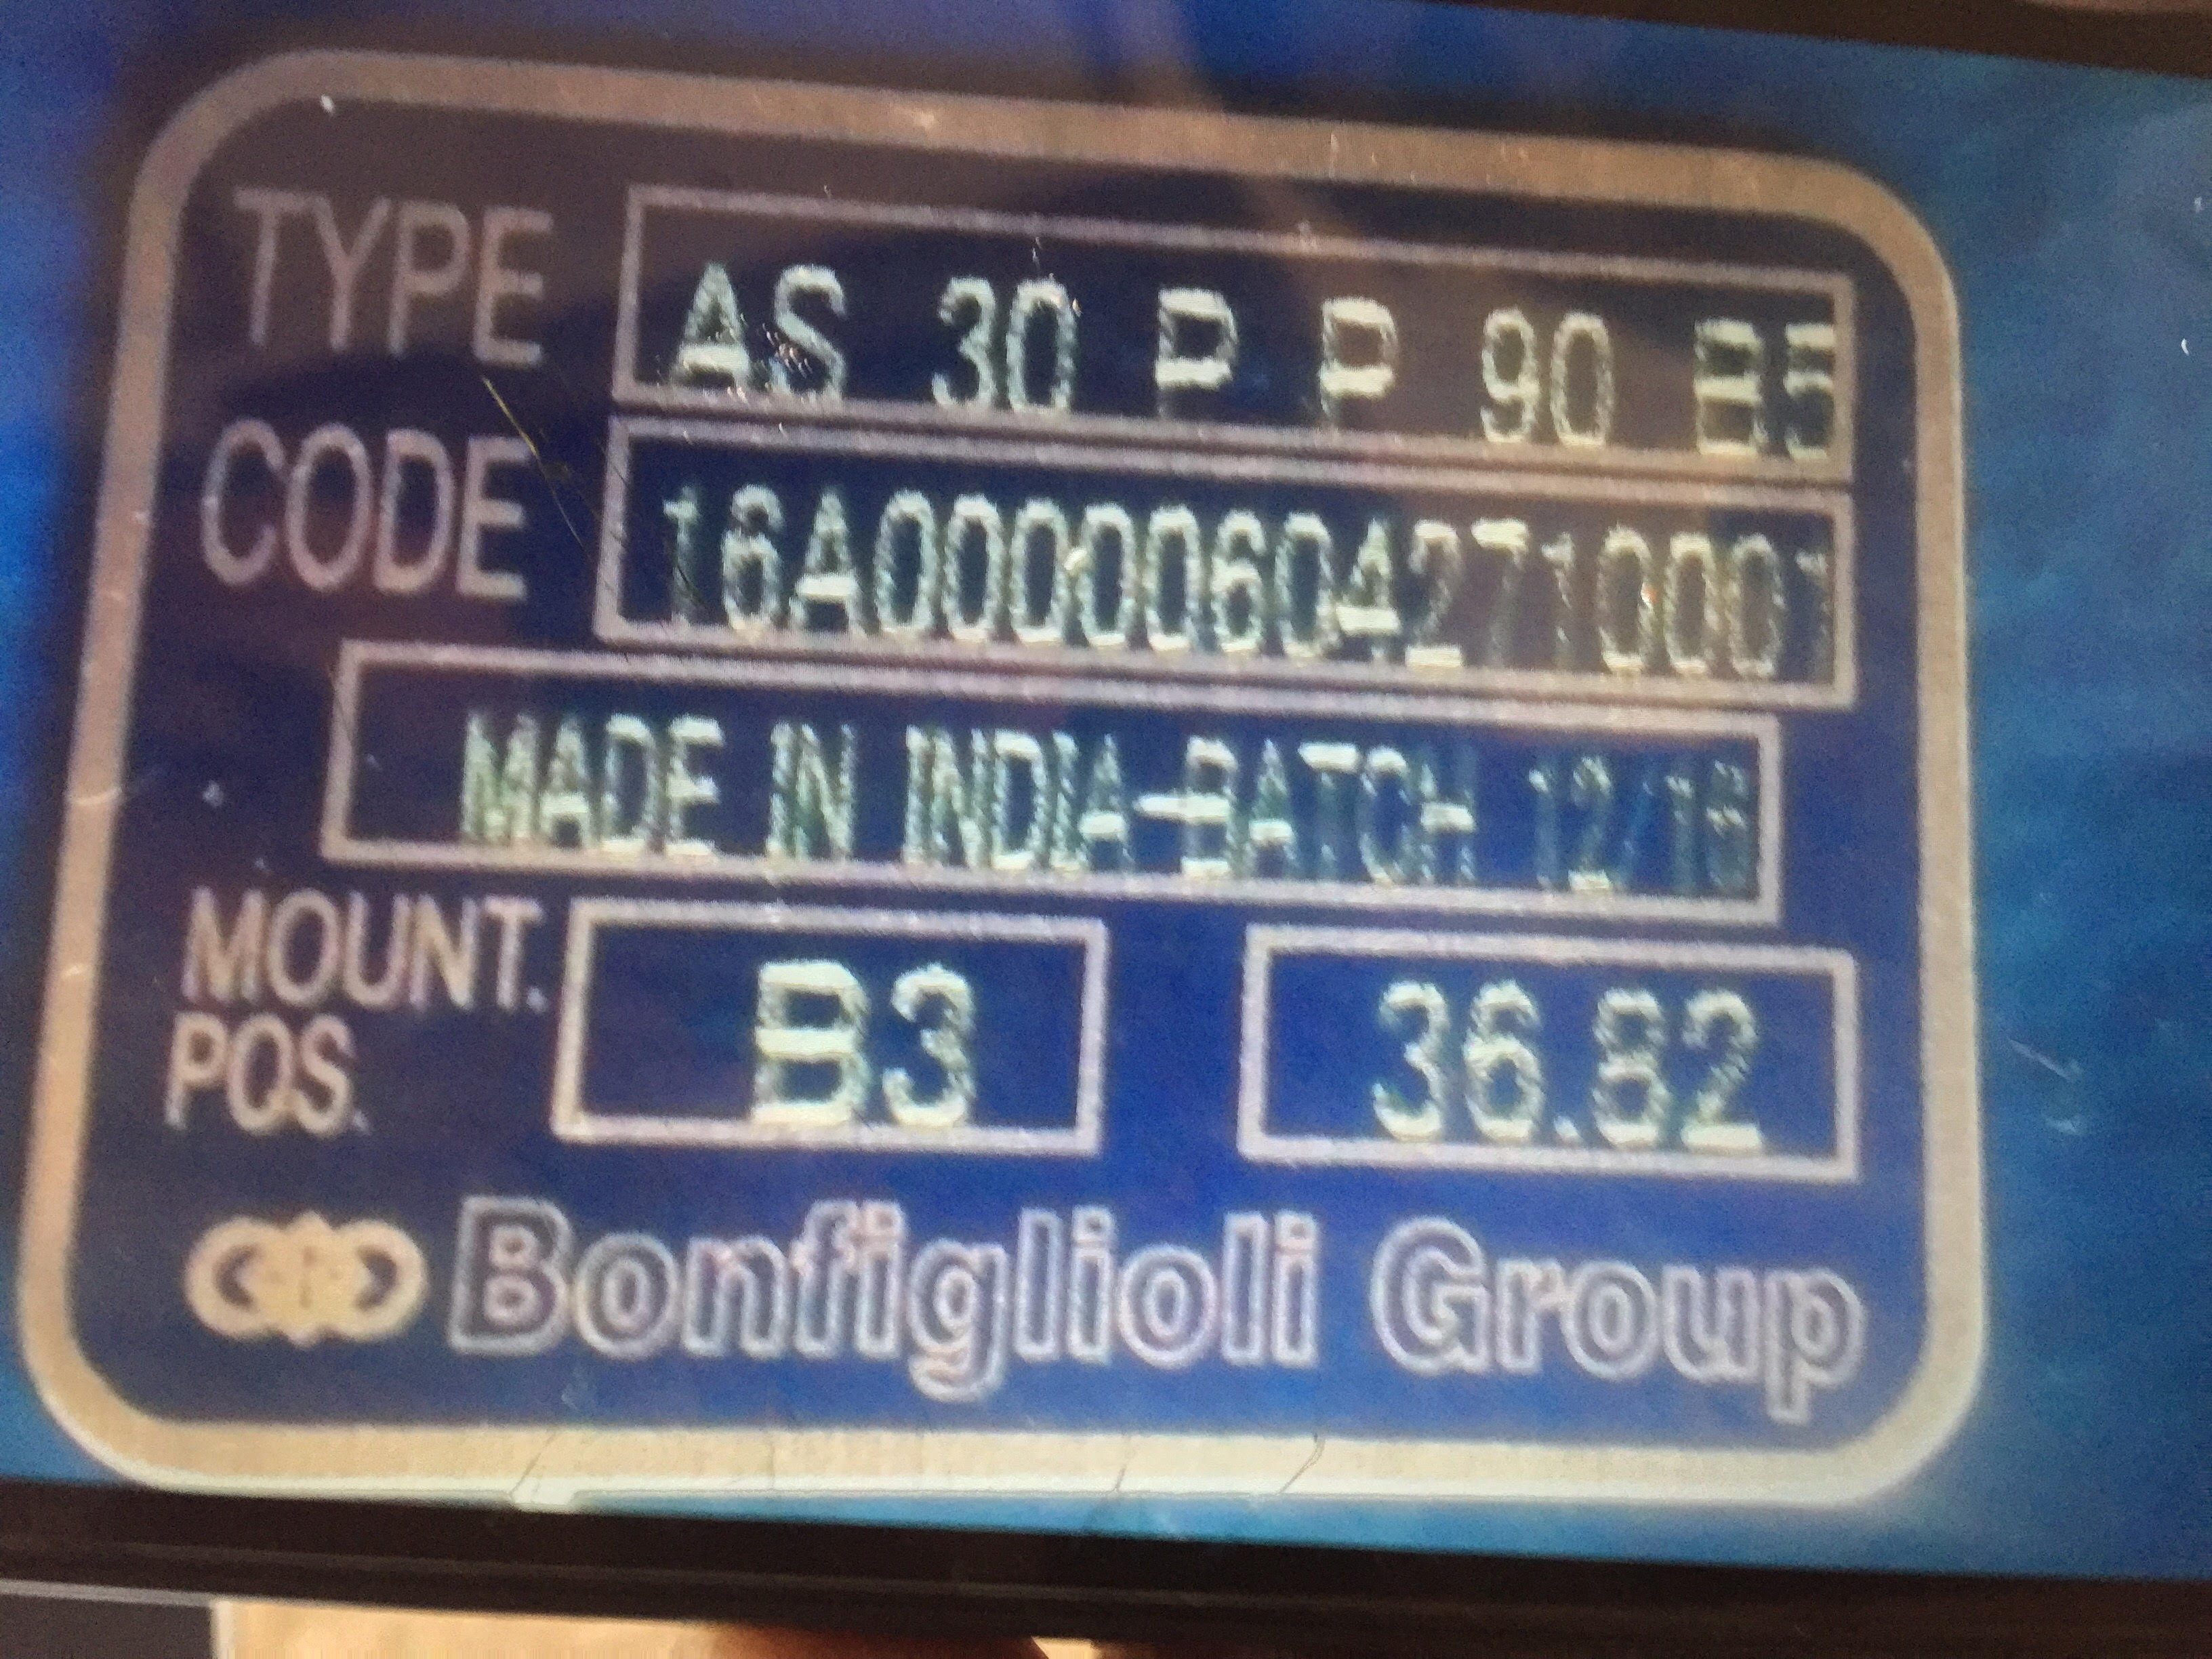 TYPE AS 30 P P 90 B5
CODE 16A000006042710001
MADE IN INDIA-BATCH 12/16
MOUNT. POS. B3 36.82
Bonfiglioli Group